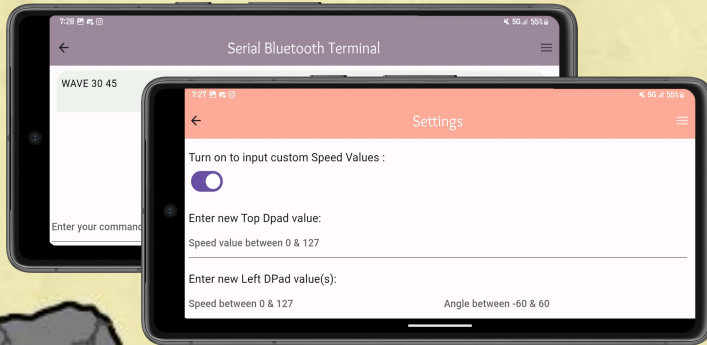 7:28
5G 55%
Serial Bluetooth Terminal
WAVE 30 45
Enter your command
7:27
5G 55%
Settings
Turn on to input custom Speed Values :
Enter new Top Dpad value:
Speed value between 0 & 127
Enter new Left DPad value(s):
Speed between 0 & 127 Angle between -60 & 60